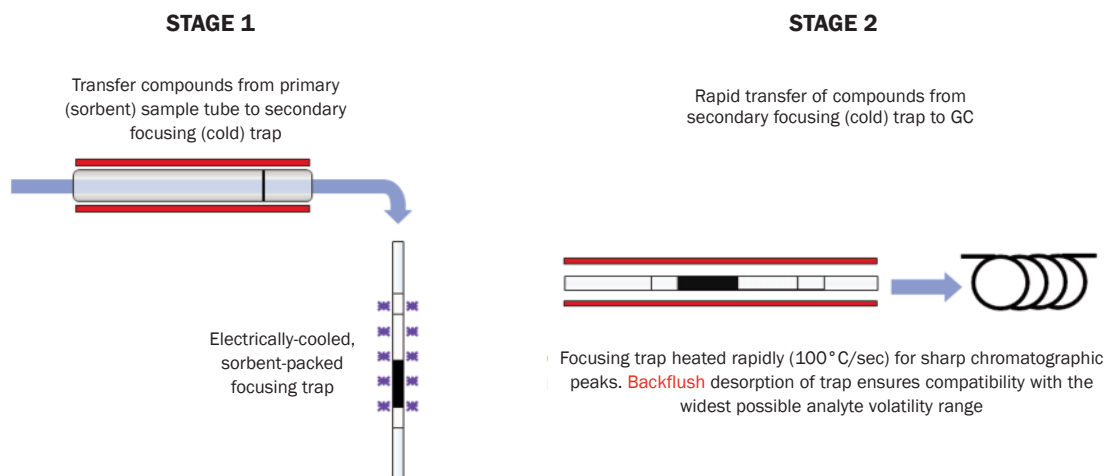 STAGE 1
Transfer compounds from primary
(sorbent) sample tube to secondary
focusing (cold) trap
Electrically-cooled,
sorbent-packed
focusing trap
STAGE 2
Rapid transfer of compounds from
secondary focusing (cold) trap to GC
Focusing trap heated rapidly (100°C/sec) for sharp chromatographic
peaks. Backflush desorption of trap ensures compatibility with the
widest possible analyte volatility range